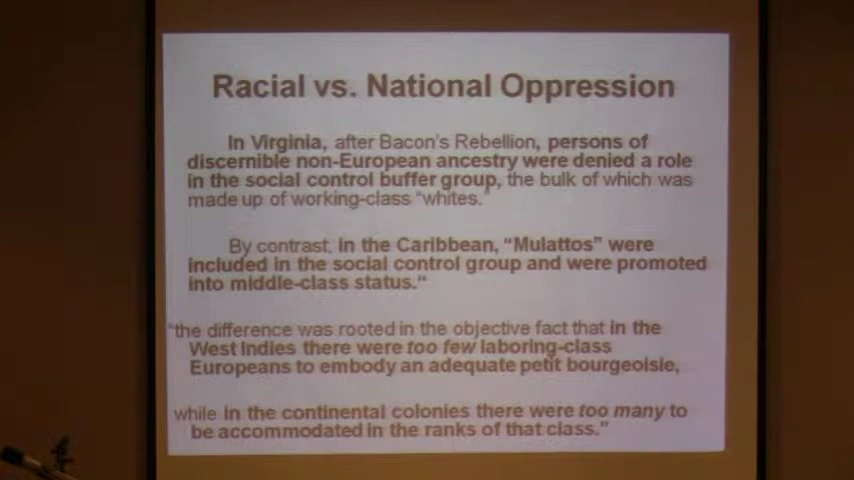 Racial vs. National Oppression
In Virginia, after Bacon's Rebellion, persons of
discernible non-European ancestry were denied a role
in the social control buffer group, the bulk of which was
made up of working-class “whites.”
By contrast, in the Caribbean, “Mulattos” were
included in the social control group and were promoted
into middle-class status.“
“the difference was rooted in the objective fact that in the
West Indies there were too few laboring-class
Europeans to embody an adequate petit bourgeoisie,
while in the continental colonies there were too many to
be accommodated in the ranks of that class.”